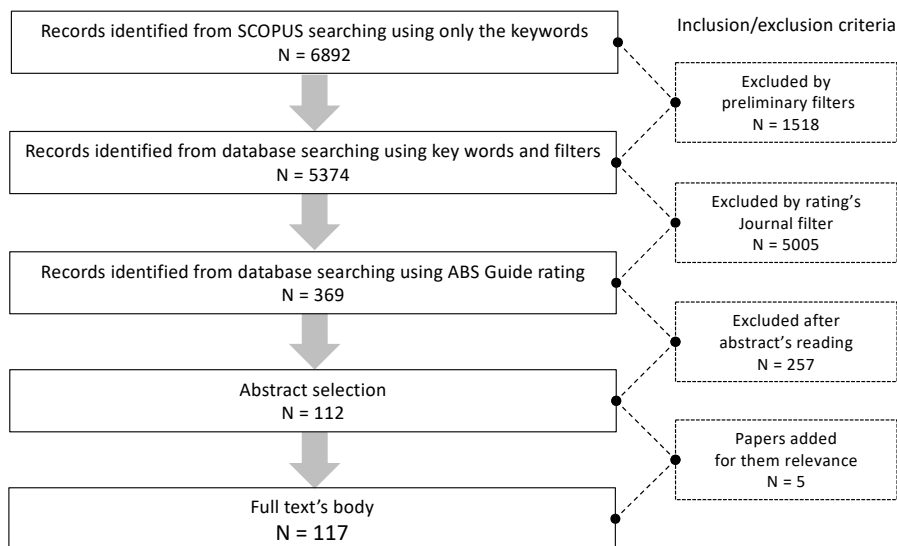 Records identified from SCOPUS searching using only the keywords
N = 6892
Inclusion/exclusion criteria
Excluded by
preliminary filters
N = 1518
Records identified from database searching using key words and filters
N = 5374
Excluded by rating’s
Journal filter
N = 5005
Records identified from database searching using ABS Guide rating
N = 369
Excluded after
abstract’s reading
N = 257
Abstract selection
N = 112
Papers added
for them relevance
N = 5
Full text’s body
N = 117